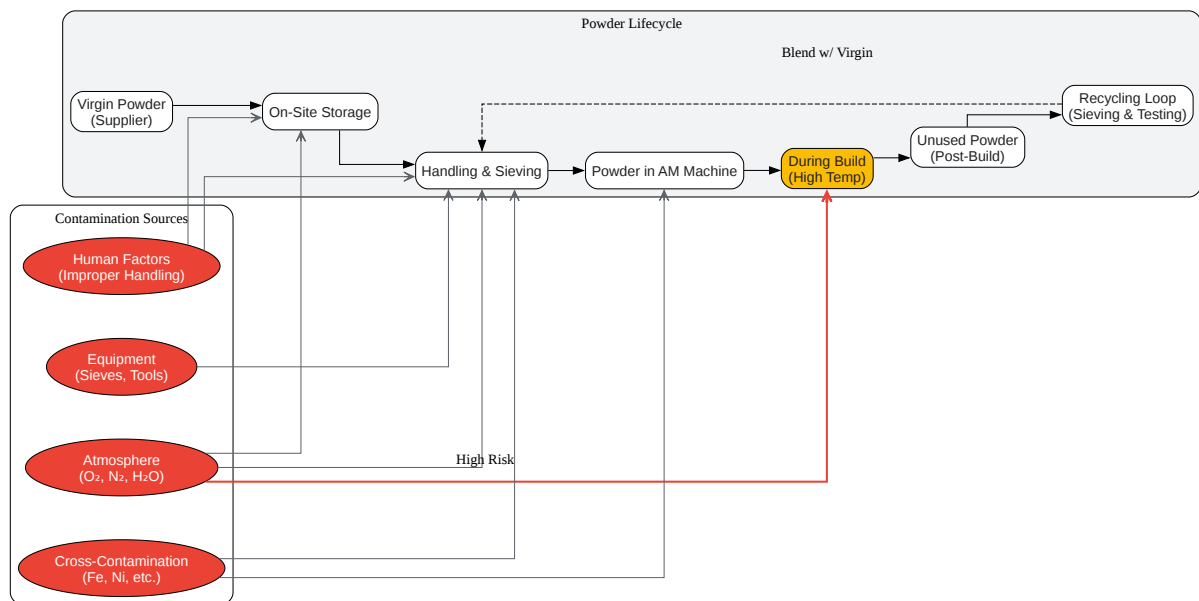 Powder Lifecycle
Blend w/ Virgin
Virgin Powder
(Supplier)
On-Site Storage
Handling & Sieving
Powder in AM Machine
During Build
(High Temp)
Unused Powder
(Post-Build)
Recycling Loop
(Sieving & Testing)
Contamination Sources
Human Factors
(Improper Handling)
Equipment
(Sieves, Tools)
Atmosphere
(O₂, N₂, H₂O)
High Risk
Cross-Contamination
(Fe, Ni, etc.)